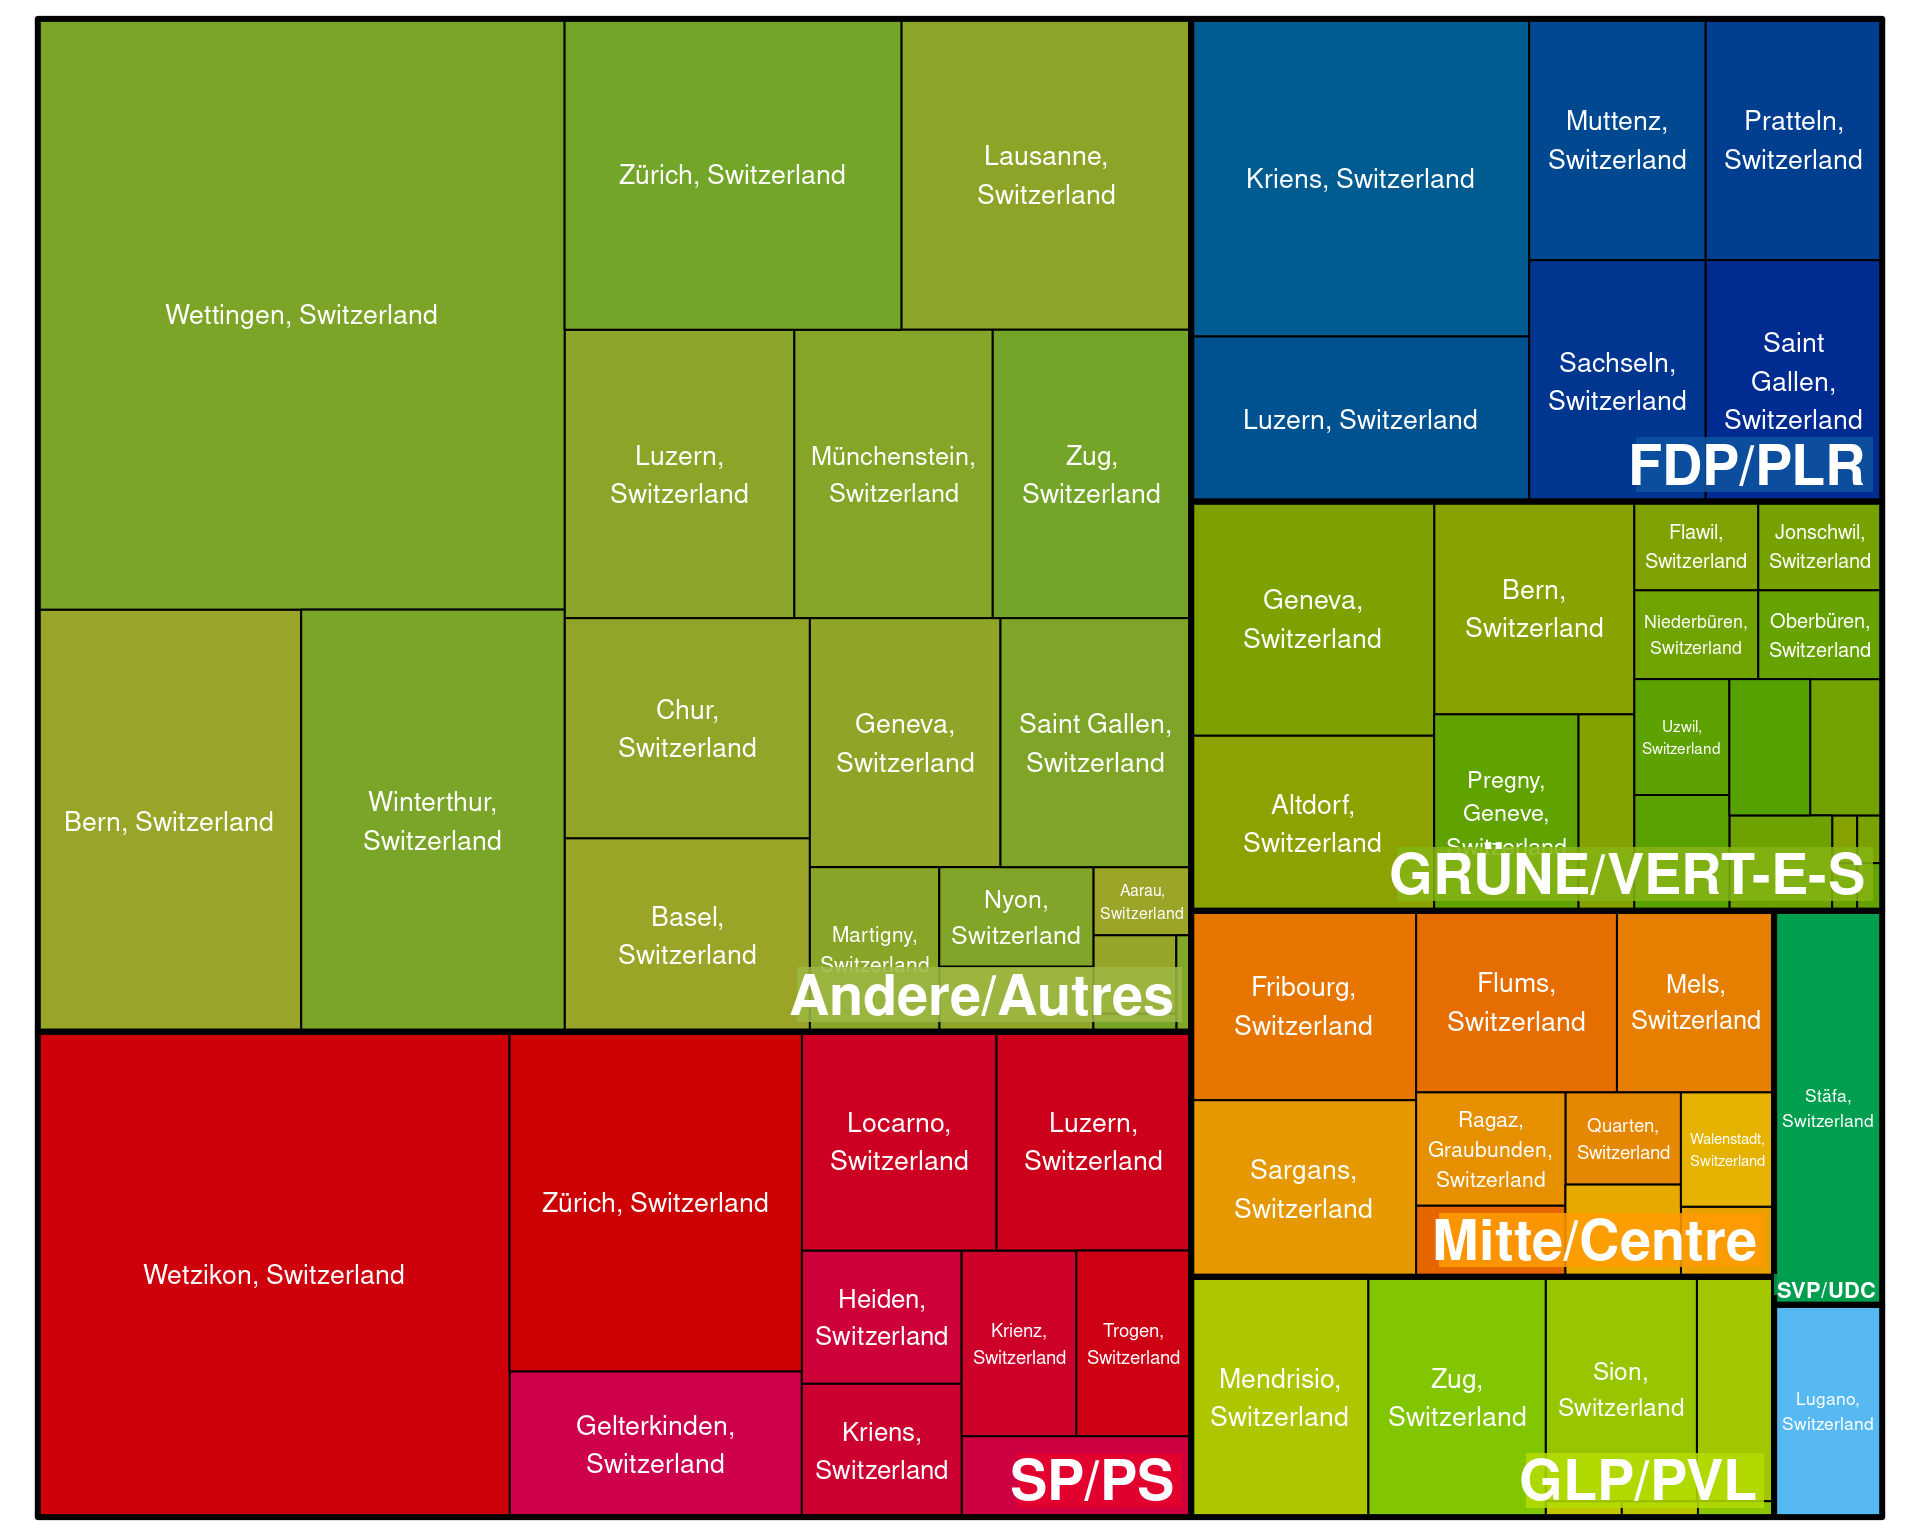 Wettingen, Switzerland
Zürich, Switzerland
Lausanne,
Switzerland
Luzern,
Switzerland
Münchenstein,
Switzerland
Zug,
Switzerland
Bern, Switzerland
Winterthur,
Switzerland
Chur,
Switzerland
Geneva,
Switzerland
Saint Gallen,
Switzerland
Basel,
Switzerland
Martigny,
Switzerland
Nyon,
Switzerland
Aarau,
Switzerland
Andere/Autres
Wetzikon, Switzerland
Zürich, Switzerland
Gelterkinden,
Switzerland
Locarno,
Switzerland
Luzern,
Switzerland
Heiden,
Switzerland
Krienz,
Switzerland
Trogen,
Switzerland
Kriens,
Switzerland
SP/PS
Kriens, Switzerland
Luzern, Switzerland
Muttenz,
Switzerland
Pratteln,
Switzerland
Sachseln,
Switzerland
Saint
Gallen,
Switzerland
FDP/PLR
Geneva,
Switzerland
Bern,
Switzerland
Flawil,
Switzerland
Jonschwil,
Switzerland
Niederbüren,
Switzerland
Oberbüren,
Switzerland
Uzwil,
Switzerland
Altdorf,
Switzerland
Pregny,
Geneve,
Switzerland
GRÜNE/VERT-E-S
Fribourg,
Switzerland
Flums,
Switzerland
Mels,
Switzerland
Sargans,
Switzerland
Ragaz,
Graubunden,
Switzerland
Quarten,
Switzerland
Walenstadt,
Switzerland
Mitte/Centre
Stäfa,
Switzerland
SVP/UDC
Mendrisio,
Switzerland
Zug,
Switzerland
Sion,
Switzerland
GLP/PVL
Lugano,
Switzerland